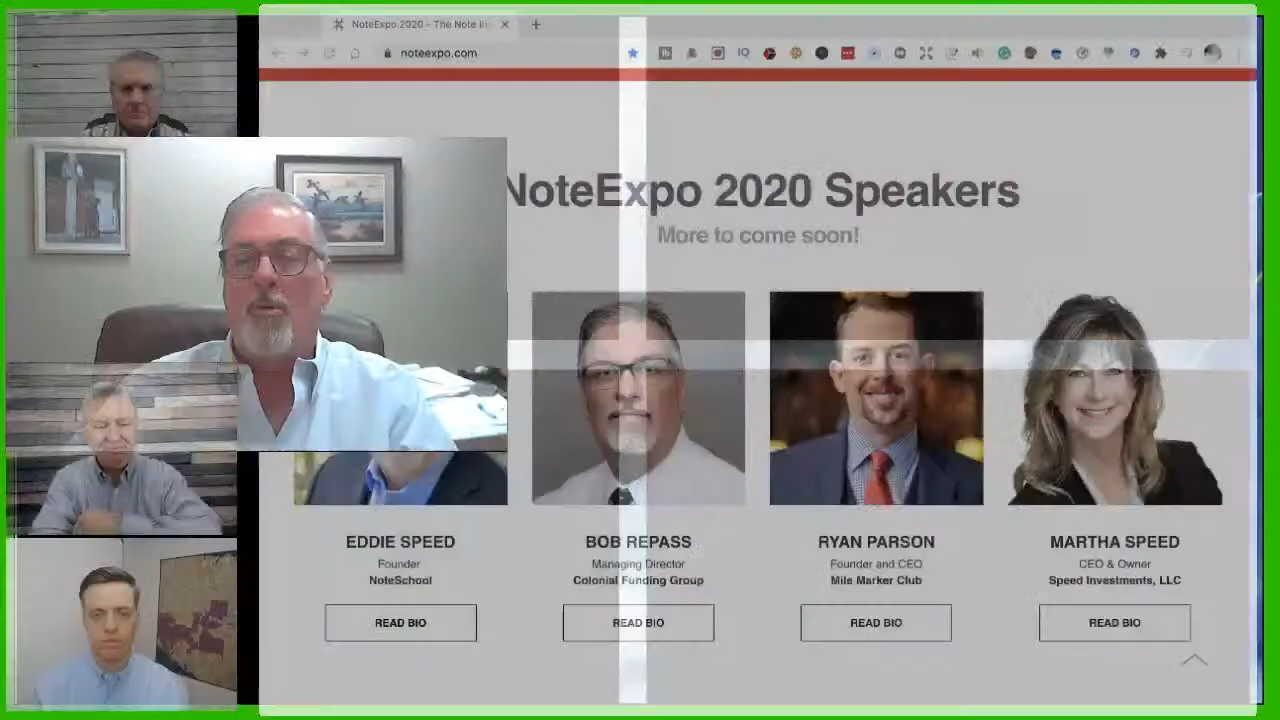 NoteExpo 2020 - The Note
noteexpo.com
NoteExpo 2020 Speakers
More to come soon!
EDDIE SPEED
Founder
NoteSchool
READ BIO
BOB REPASS
Managing Director
Colonial Funding Group
READ BIO
RYAN PARSON
Founder and CEO
Mile Marker Club
READ BIO
MARTHA SPEED
CEO & Owner
Speed Investments, LLC
READ BIO